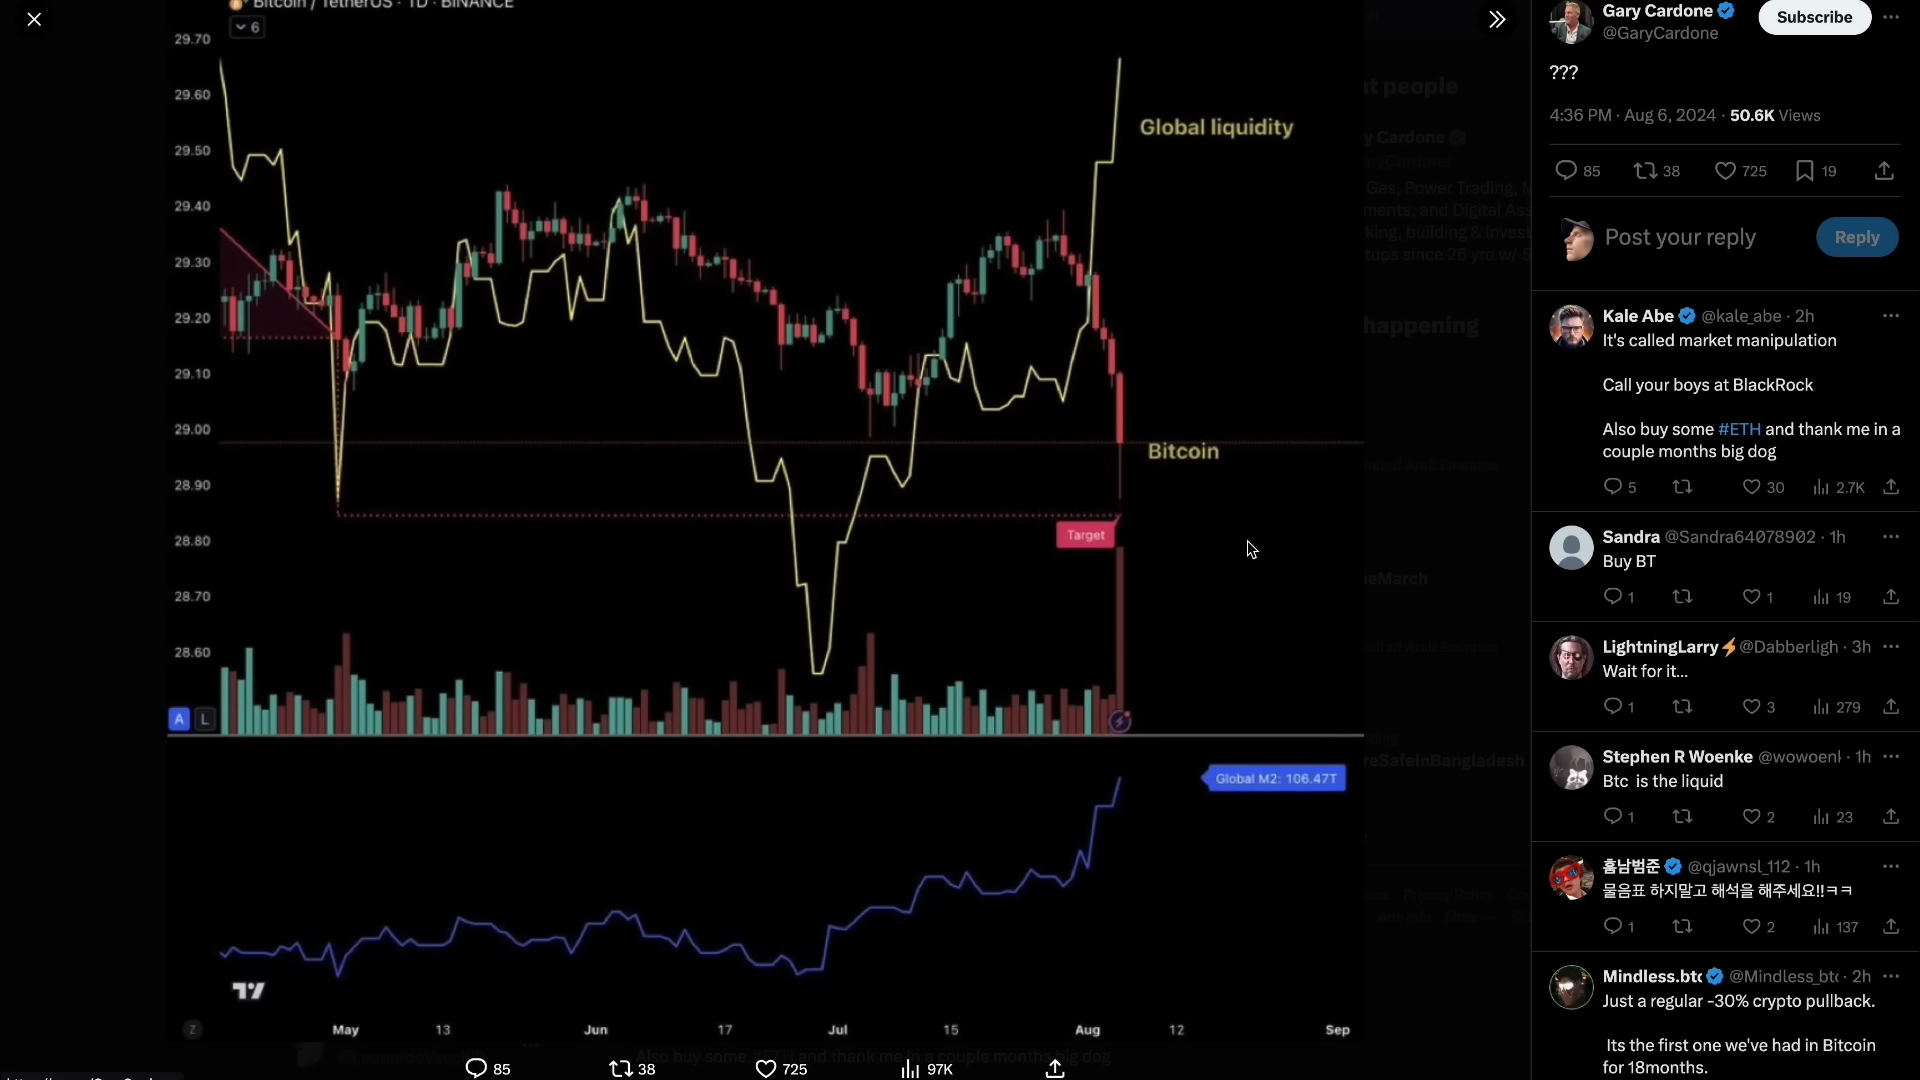 Bitcoin / TetherUS · 1D · BINANCE
6
29.70
29.60
29.50
29.40
29.30
29.20
29.10
29.00
28.90
28.80
28.70
28.60
Global liquidity
Bitcoin
Target
A
L
Global M2: 106.47T
Z
May
13
Jun
17
Jul
15
Aug
12
Sep
85
38
725
97K
Gary Cardone
@GaryCardone
Subscribe
???
4:36 PM · Aug 6, 2024 · 50.6K Views
85
38
725
19
Post your reply
Reply
Kale Abe @kale_abe · 2h
It's called market manipulation
Call your boys at BlackRock
Also buy some #ETH and thank me in a
couple months big dog
5
30
2.7K
Sandra @Sandra64078902 · 1h
Buy BT
1
1
19
LightningLarry⚡@Dabberligh · 3h
Wait for it...
1
3
279
Stephen R Woenke @wowoenl · 1h
Btc is the liquid
1
2
23
훌남범준 @qjawnsl_112 · 1h
물음표 하지말고 해석을 해주세요!!ㅋㅋ
1
2
137
Mindless.btc @Mindless_btc · 2h
Just a regular -30% crypto pullback.
Its the first one we've had in Bitcoin
for 18months.